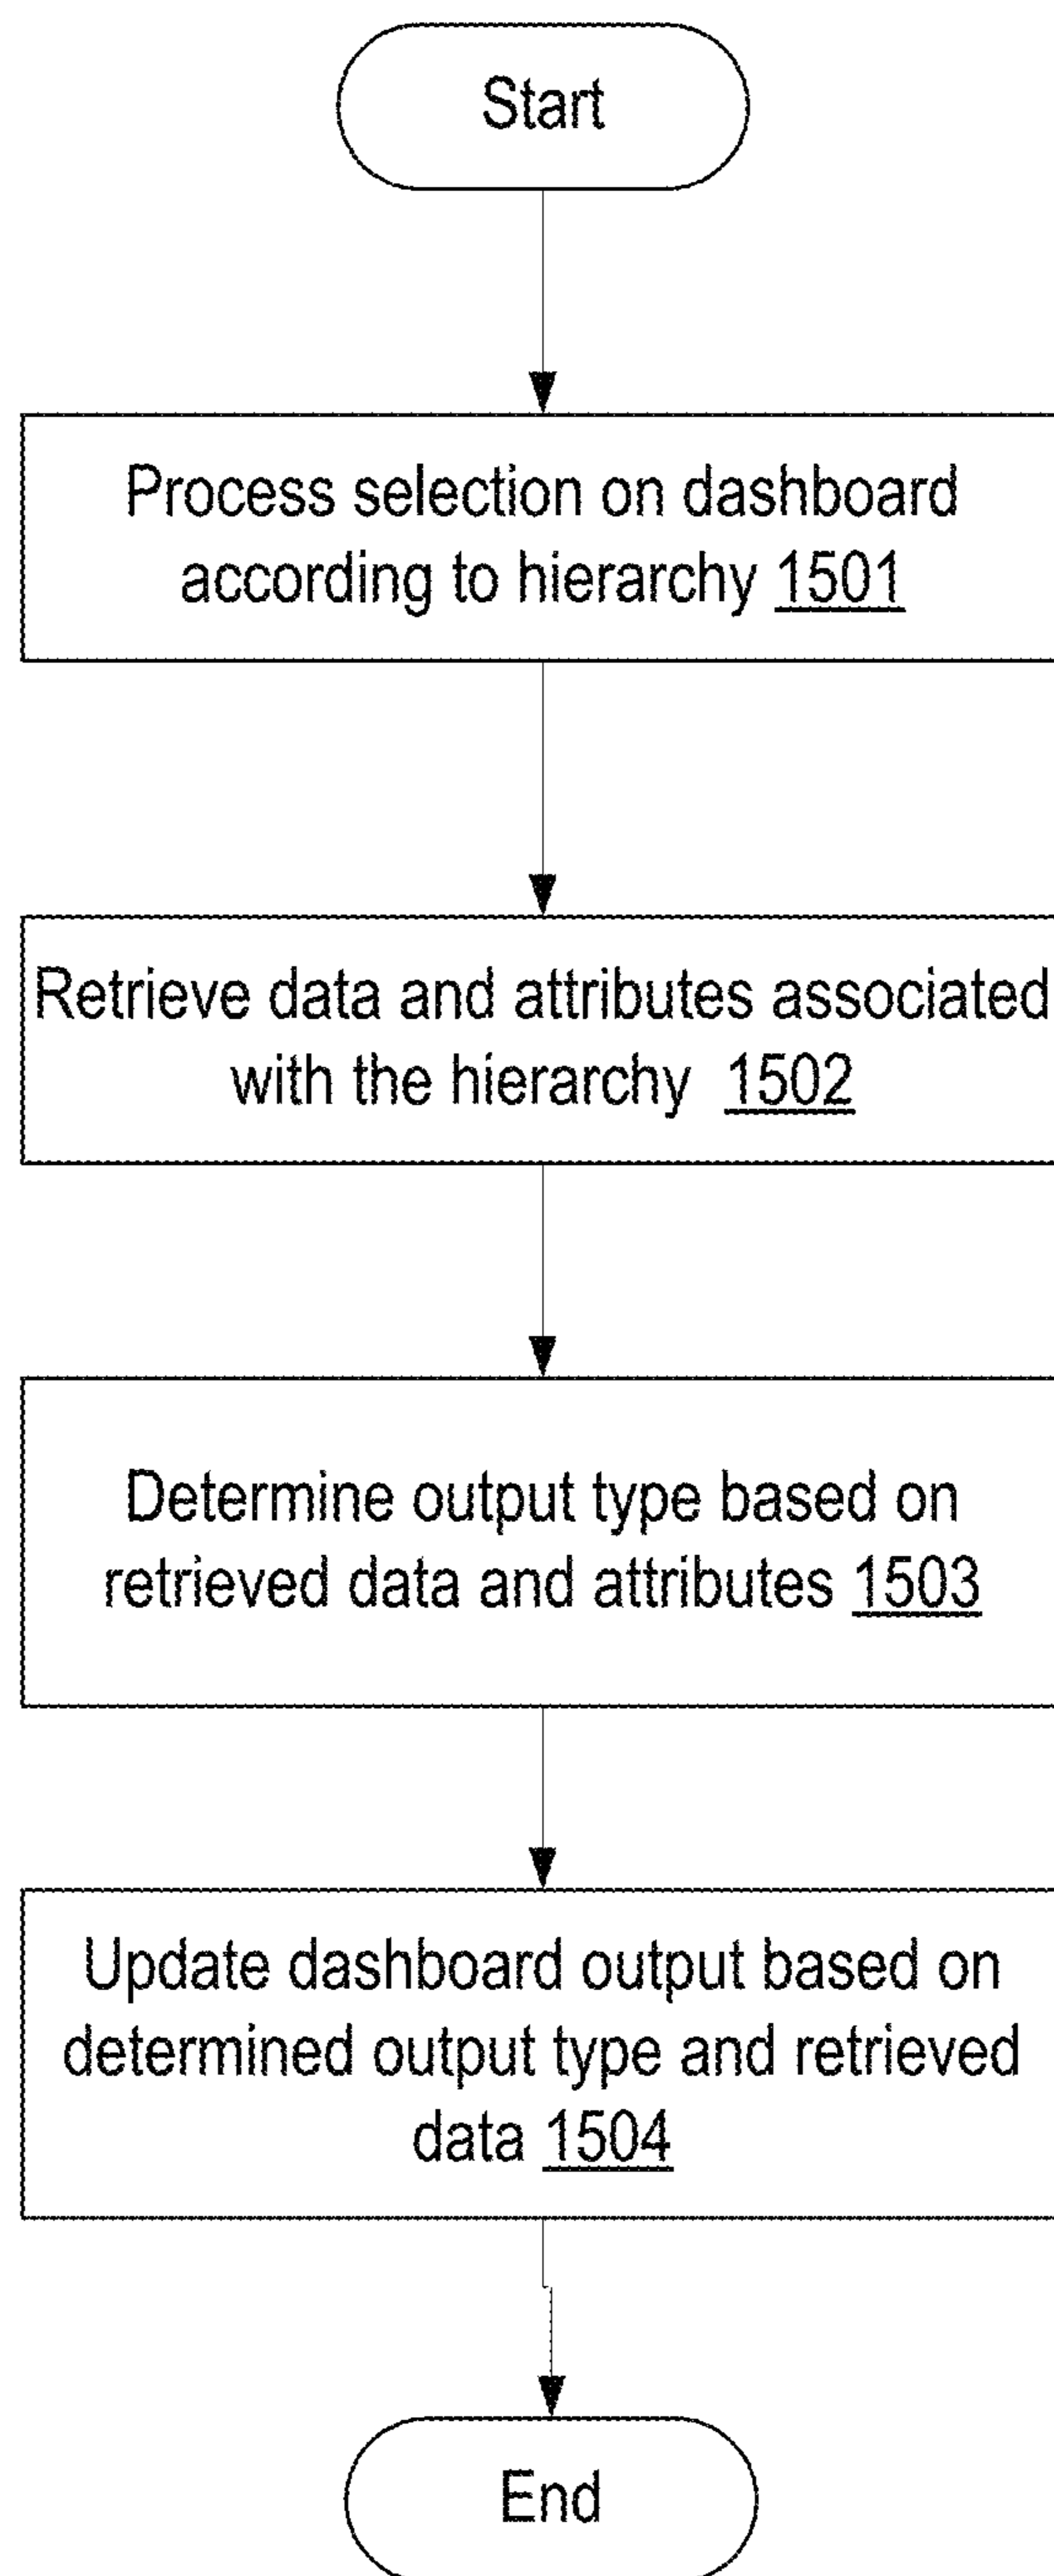 Start
Process selection on dashboard
according to hierarchy 1501
Retrieve data and attributes associated
with the hierarchy 1502
Determine output type based on
retrieved data and attributes 1503
Update dashboard output based on
determined output type and retrieved
data 1504
End